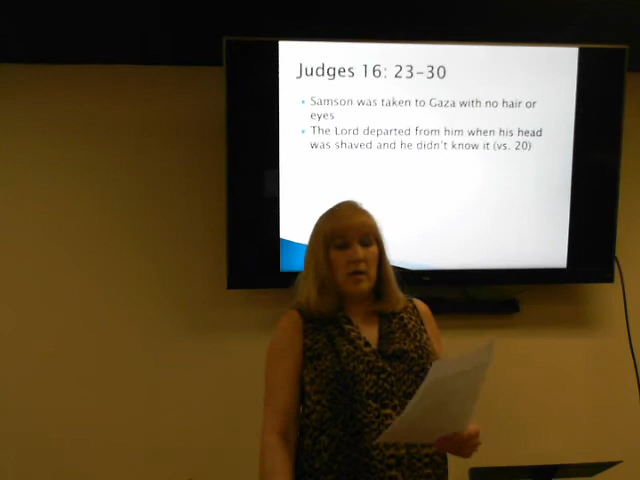 Judges 16: 23-30
• Samson was taken to Gaza with no hair or
eyes
• The Lord departed from him when his head
was shaved and he didn't know it (vs. 20)